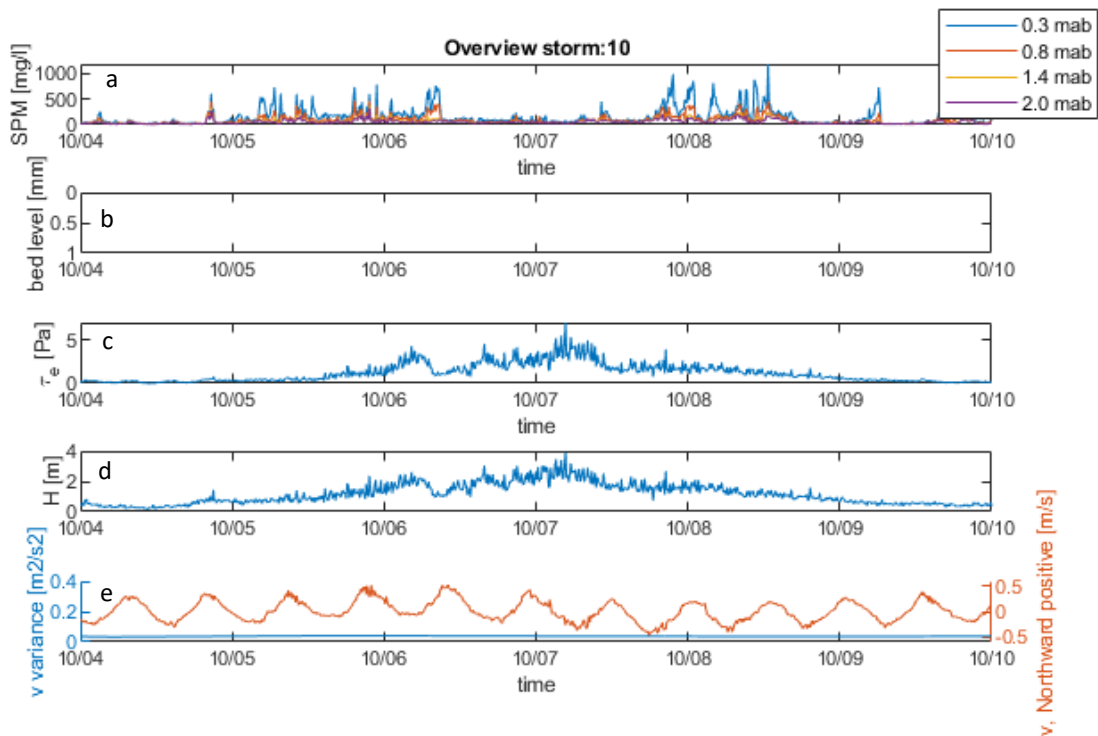 Overview storm:10
0.3 mab
0.8 mab
1.4 mab
2.0 mab
a
SPM [mg/l]
1000
500
0
10/04 10/05 10/06 10/07 10/08 10/09 10/10
time
b
bed level [mm]
0
0.5
1
10/04 10/05 10/06 10/07 10/08 10/09 10/10
c
τe [Pa]
5
0
10/04 10/05 10/06 10/07 10/08 10/09 10/10
time
d
H [m]
4
2
0
10/04 10/05 10/06 10/07 10/08 10/09 10/10
e
v variance [m2/s2]
0.4
0.2
0
0.5
0
-0.5
v, Northward positive [m/s]
10/04 10/05 10/06 10/07 10/08 10/09 10/10
time